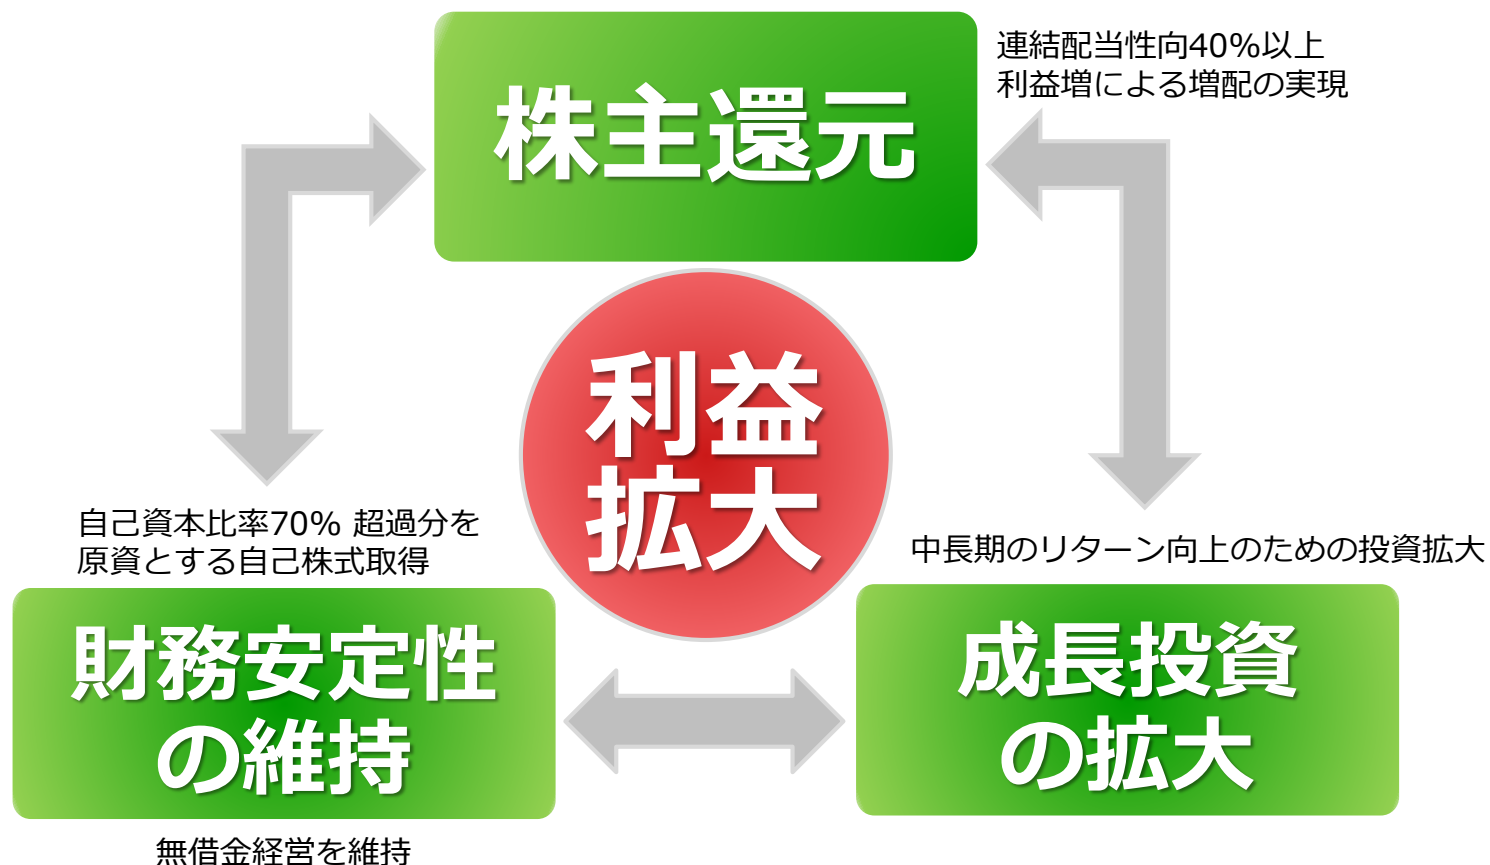 株主還元
連結配当性向40%以上
利益増による増配の実現
利益
拡大
自己資本比率70% 超過分を
原資とする自己株式取得
財務安定性
の維持
無借金経営を維持
中長期のリターン向上のための投資拡大
成長投資
の拡大